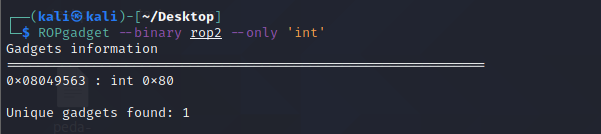 ┌──(kali㉿kali)-[~/Desktop]
└─$ ROPgadget --binary rop2 --only 'int'
Gadgets information
============================================================
0x08049563 : int 0x80
Unique gadgets found: 1